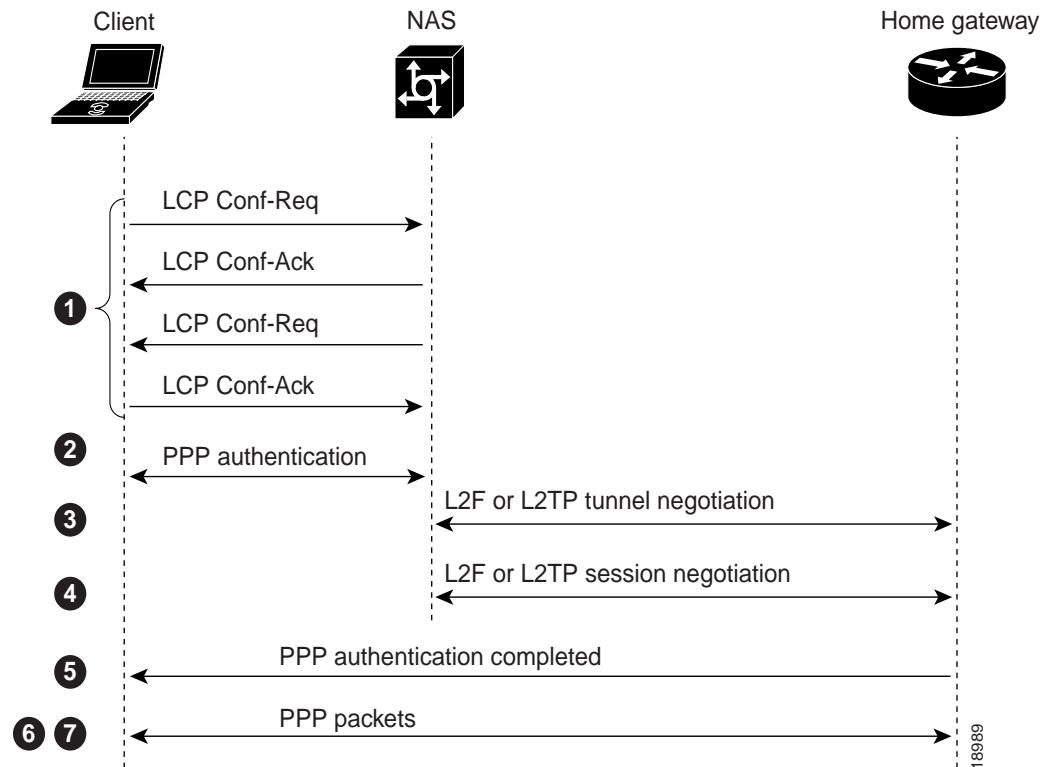 Client
NAS
Home gateway
LCP Conf-Req
LCP Conf-Ack
1
LCP Conf-Req
LCP Conf-Ack
2
PPP authentication
3
L2F or L2TP tunnel negotiation
4
L2F or L2TP session negotiation
5
PPP authentication completed
6 7
PPP packets
18989